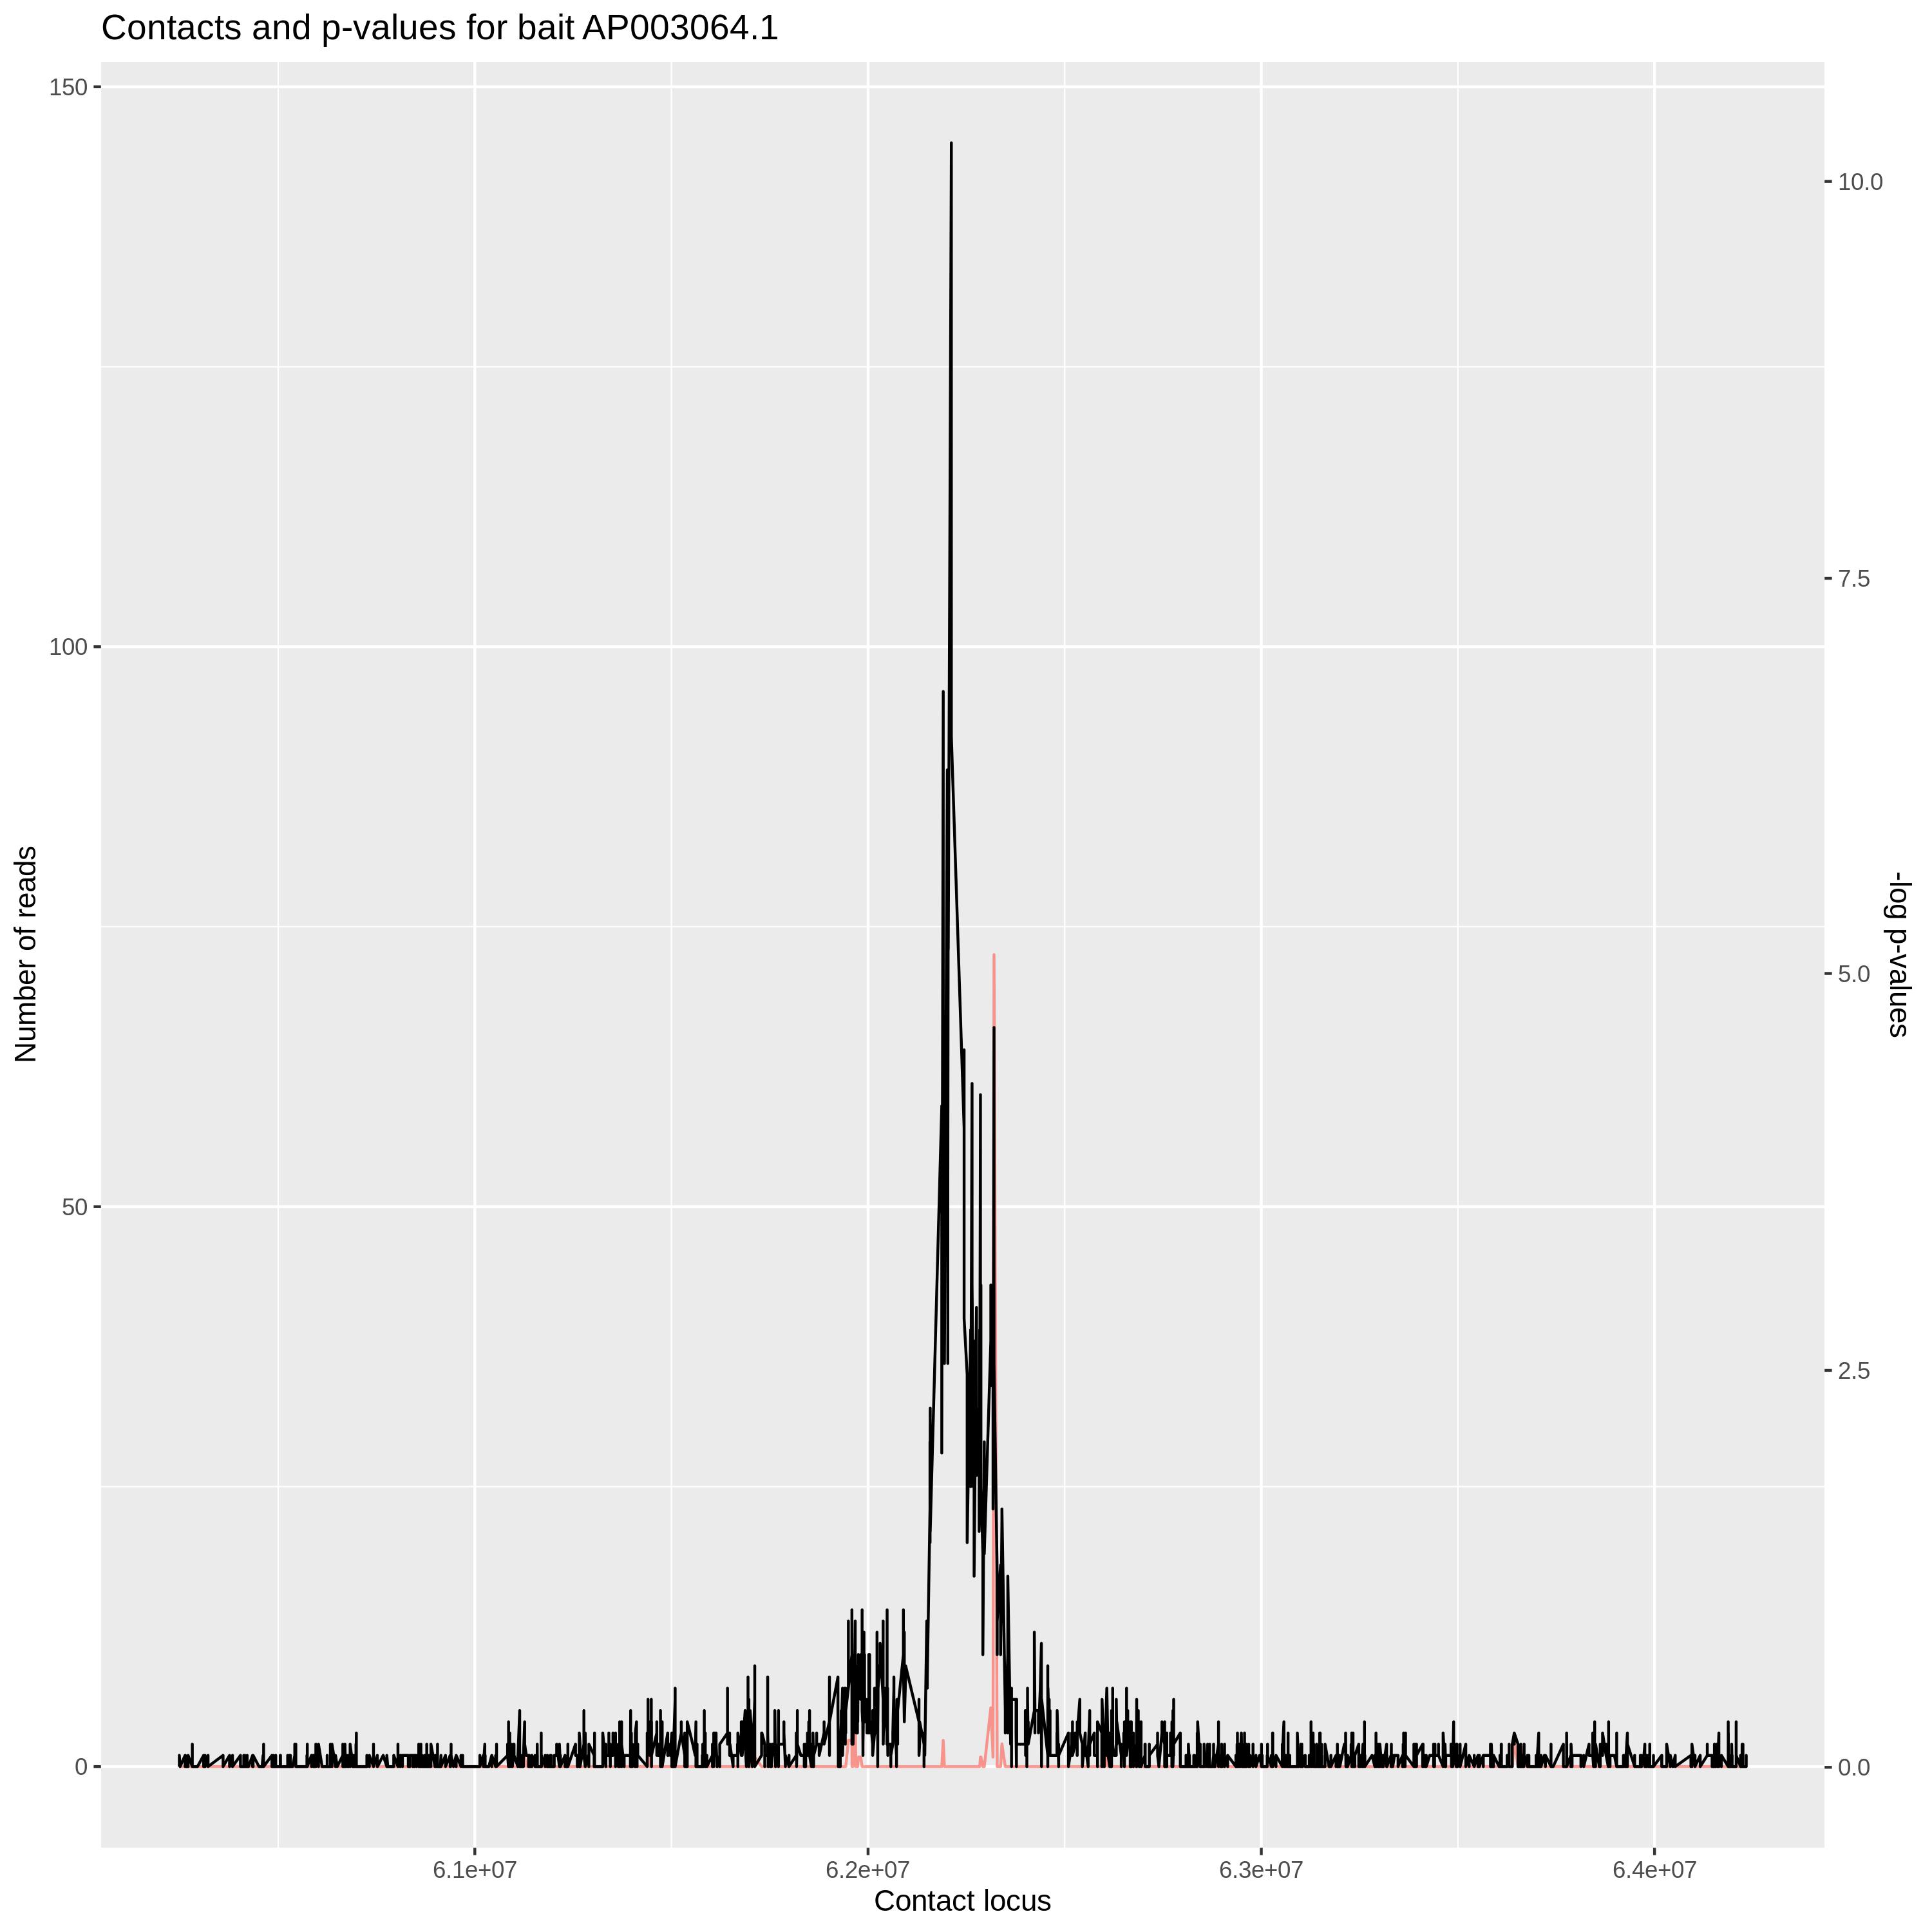 Contacts and p-values for bait AP003064.1
150
100
50
0
Number of reads
10.0
7.5
5.0
2.5
0.0
-log p-values
6.1e+07
6.2e+07
6.3e+07
6.4e+07
Contact locus